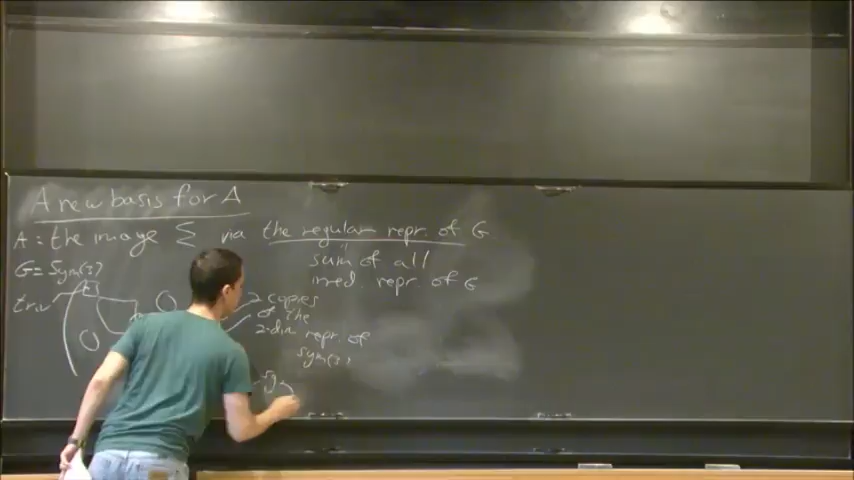 A new basis for A
A: the image Σ via the regular repr. of G
sum of all
irred. repr. of G
G = Sym(3)
triv
2 copies
of the
2-dim repr. of
Sym(3)